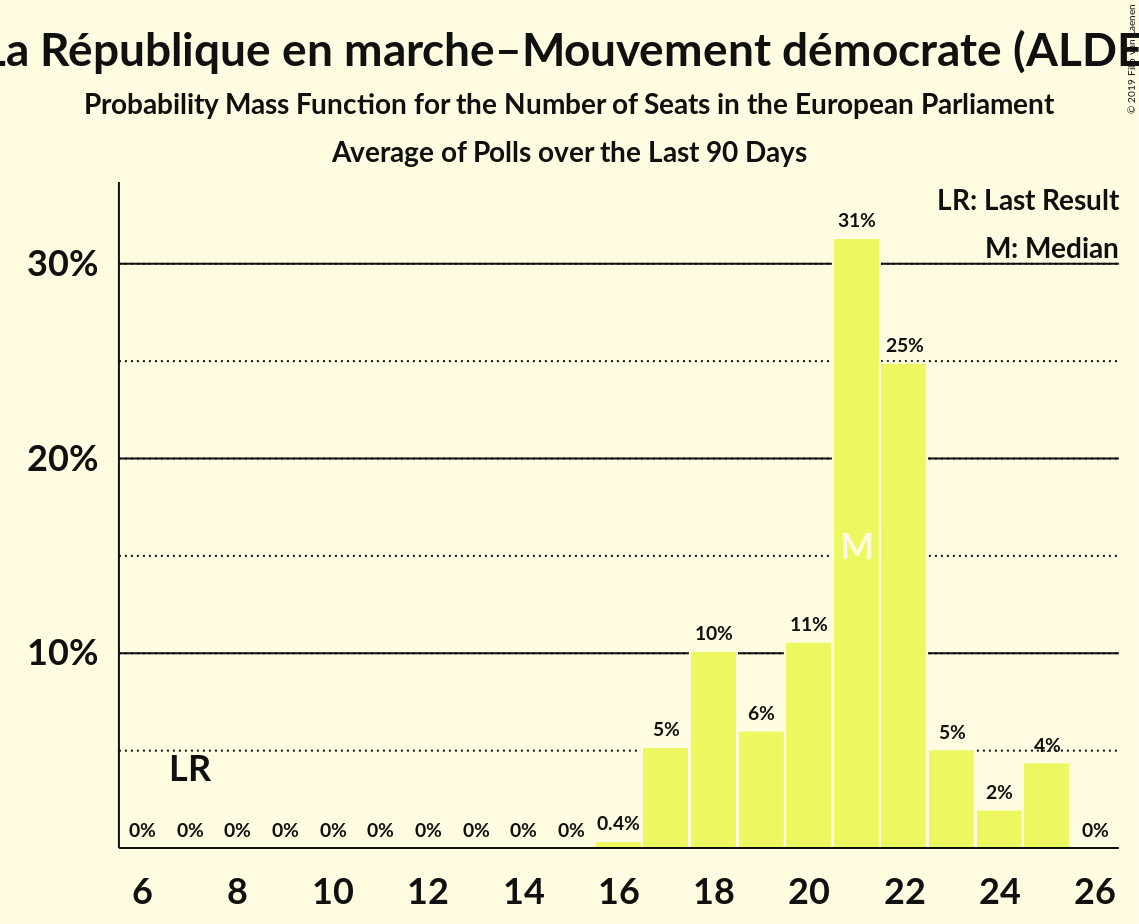 La République en marche–Mouvement démocrate (ALDE
Probability Mass Function for the Number of Seats in the European Parliament
Average of Polls over the Last 90 Days
LR: Last Result
M: Median
30%
20%
10%
31%
25%
M
11%
10%
6%
5%
5%
4%
2%
LR
0% 0% 0% 0% 0% 0% 0% 0% 0% 0% 0.4% 0%
6 8 10 12 14 16 18 20 22 24 26
© 2019